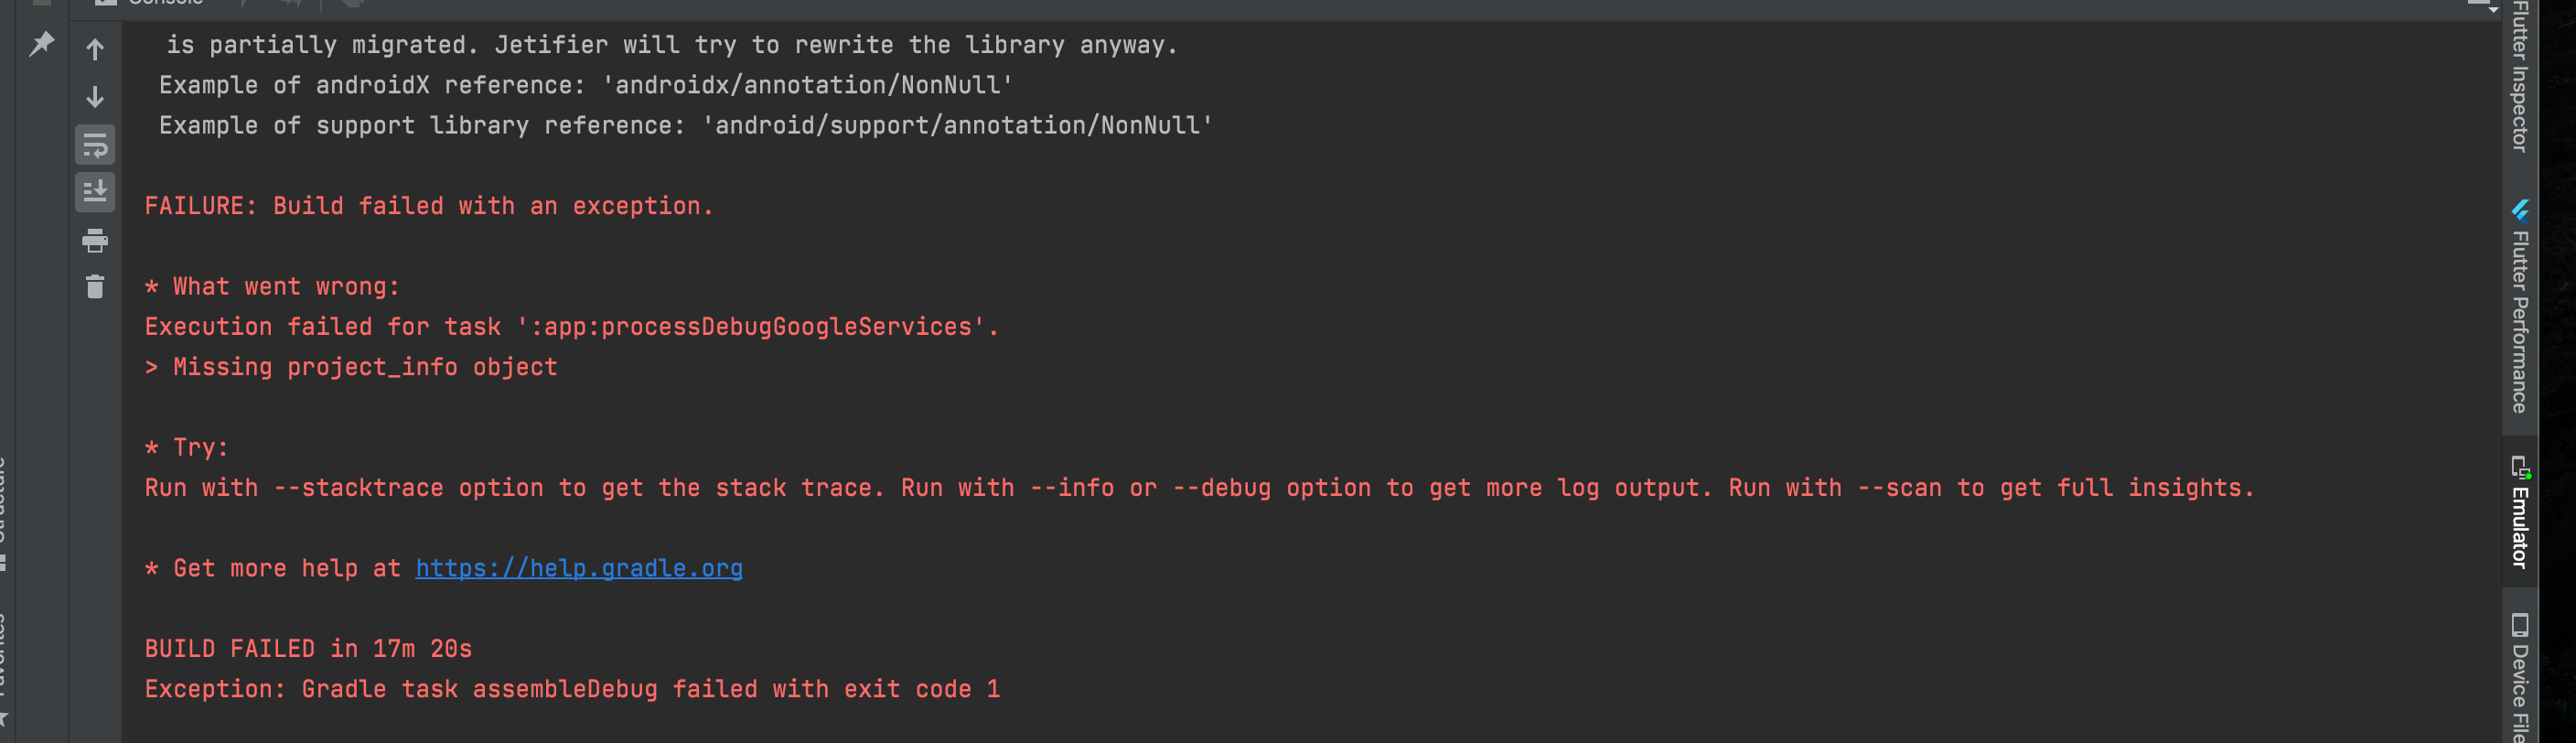 Console
is partially migrated. Jetifier will try to rewrite the library anyway.
Example of androidX reference: 'androidx/annotation/NonNull'
Example of support library reference: 'android/support/annotation/NonNull'
FAILURE: Build failed with an exception.
* What went wrong:
Execution failed for task ':app:processDebugGoogleServices'.
> Missing project_info object
* Try:
Run with --stacktrace option to get the stack trace. Run with --info or --debug option to get more log output. Run with --scan to get full insights.
* Get more help at https://help.gradle.org
BUILD FAILED in 17m 20s
Exception: Gradle task assembleDebug failed with exit code 1
Flutter Inspector
Flutter Performance
Emulator
Device File